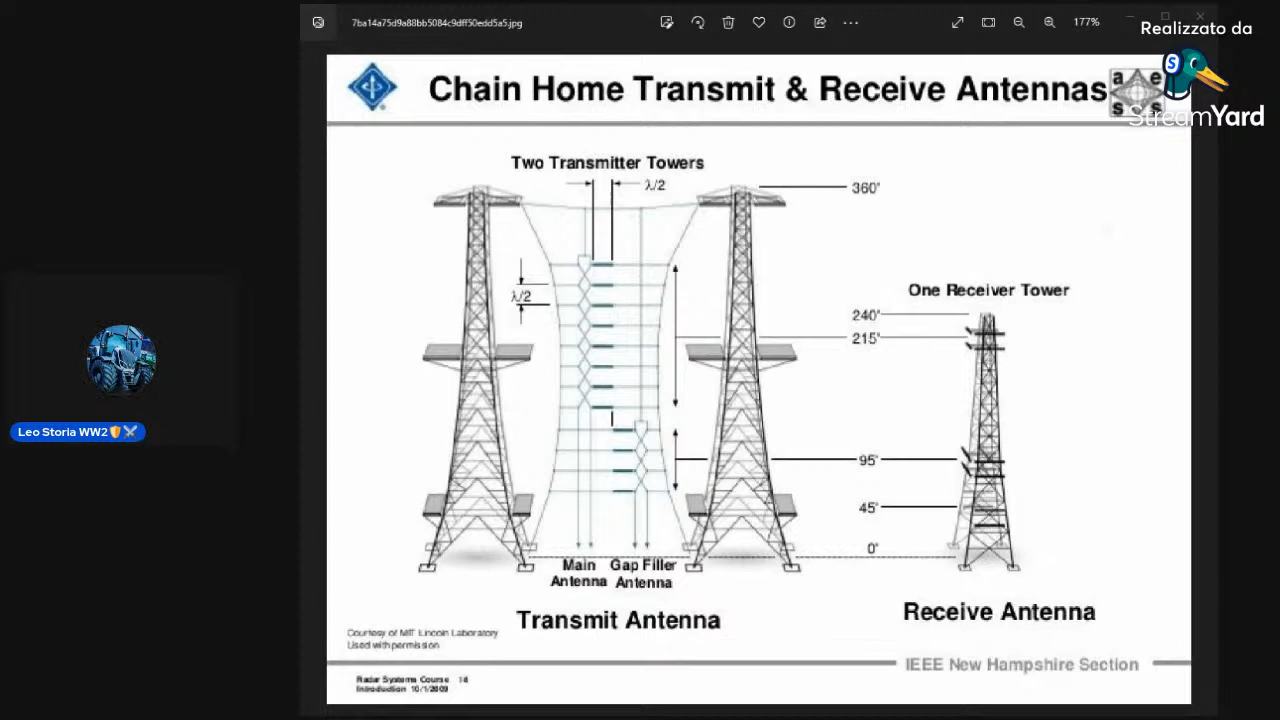 7ba14a75d9a88bb5084c9dff50edd5a5.jpg
177%
Realizzato da
StreamYard
S
Chain Home Transmit & Receive Antennas
a e
s s
Two Transmitter Towers
λ/2
360'
λ/2
One Receiver Tower
240'
215'
95'
45'
0'
Main
Antenna
Gap Filler
Antenna
Transmit Antenna
Receive Antenna
Courtesy of MIT Lincoln Laboratory
Used with permission
IEEE New Hampshire Section
Radar Systems Course 14
Introduction 10/1/2009
Leo Storia WW2